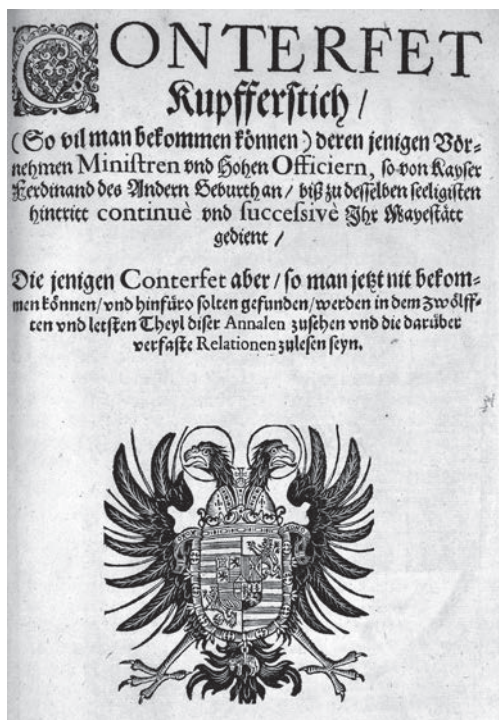 CONTERFET
Kupfferstich /
(So vil man bekommen können) deren jenigen Vör-
nehmen Ministren vnd Hohen Officiern, so von Kayser
Ferdinand des Andern Geburth an / biß zu desselben seeligisten
hintritt continuè vnd successivè Ihr Mayestätt
gedient /
Die jenigen Conterfet aber / so man jetzt nit bekom-
men können / vnd hinfüro solten gefunden / werden in dem Zwölff-
ten vnd letsten Theyl diser Annalen zusehen vnd die darüber
verfaste Relationen zulesen seyn.